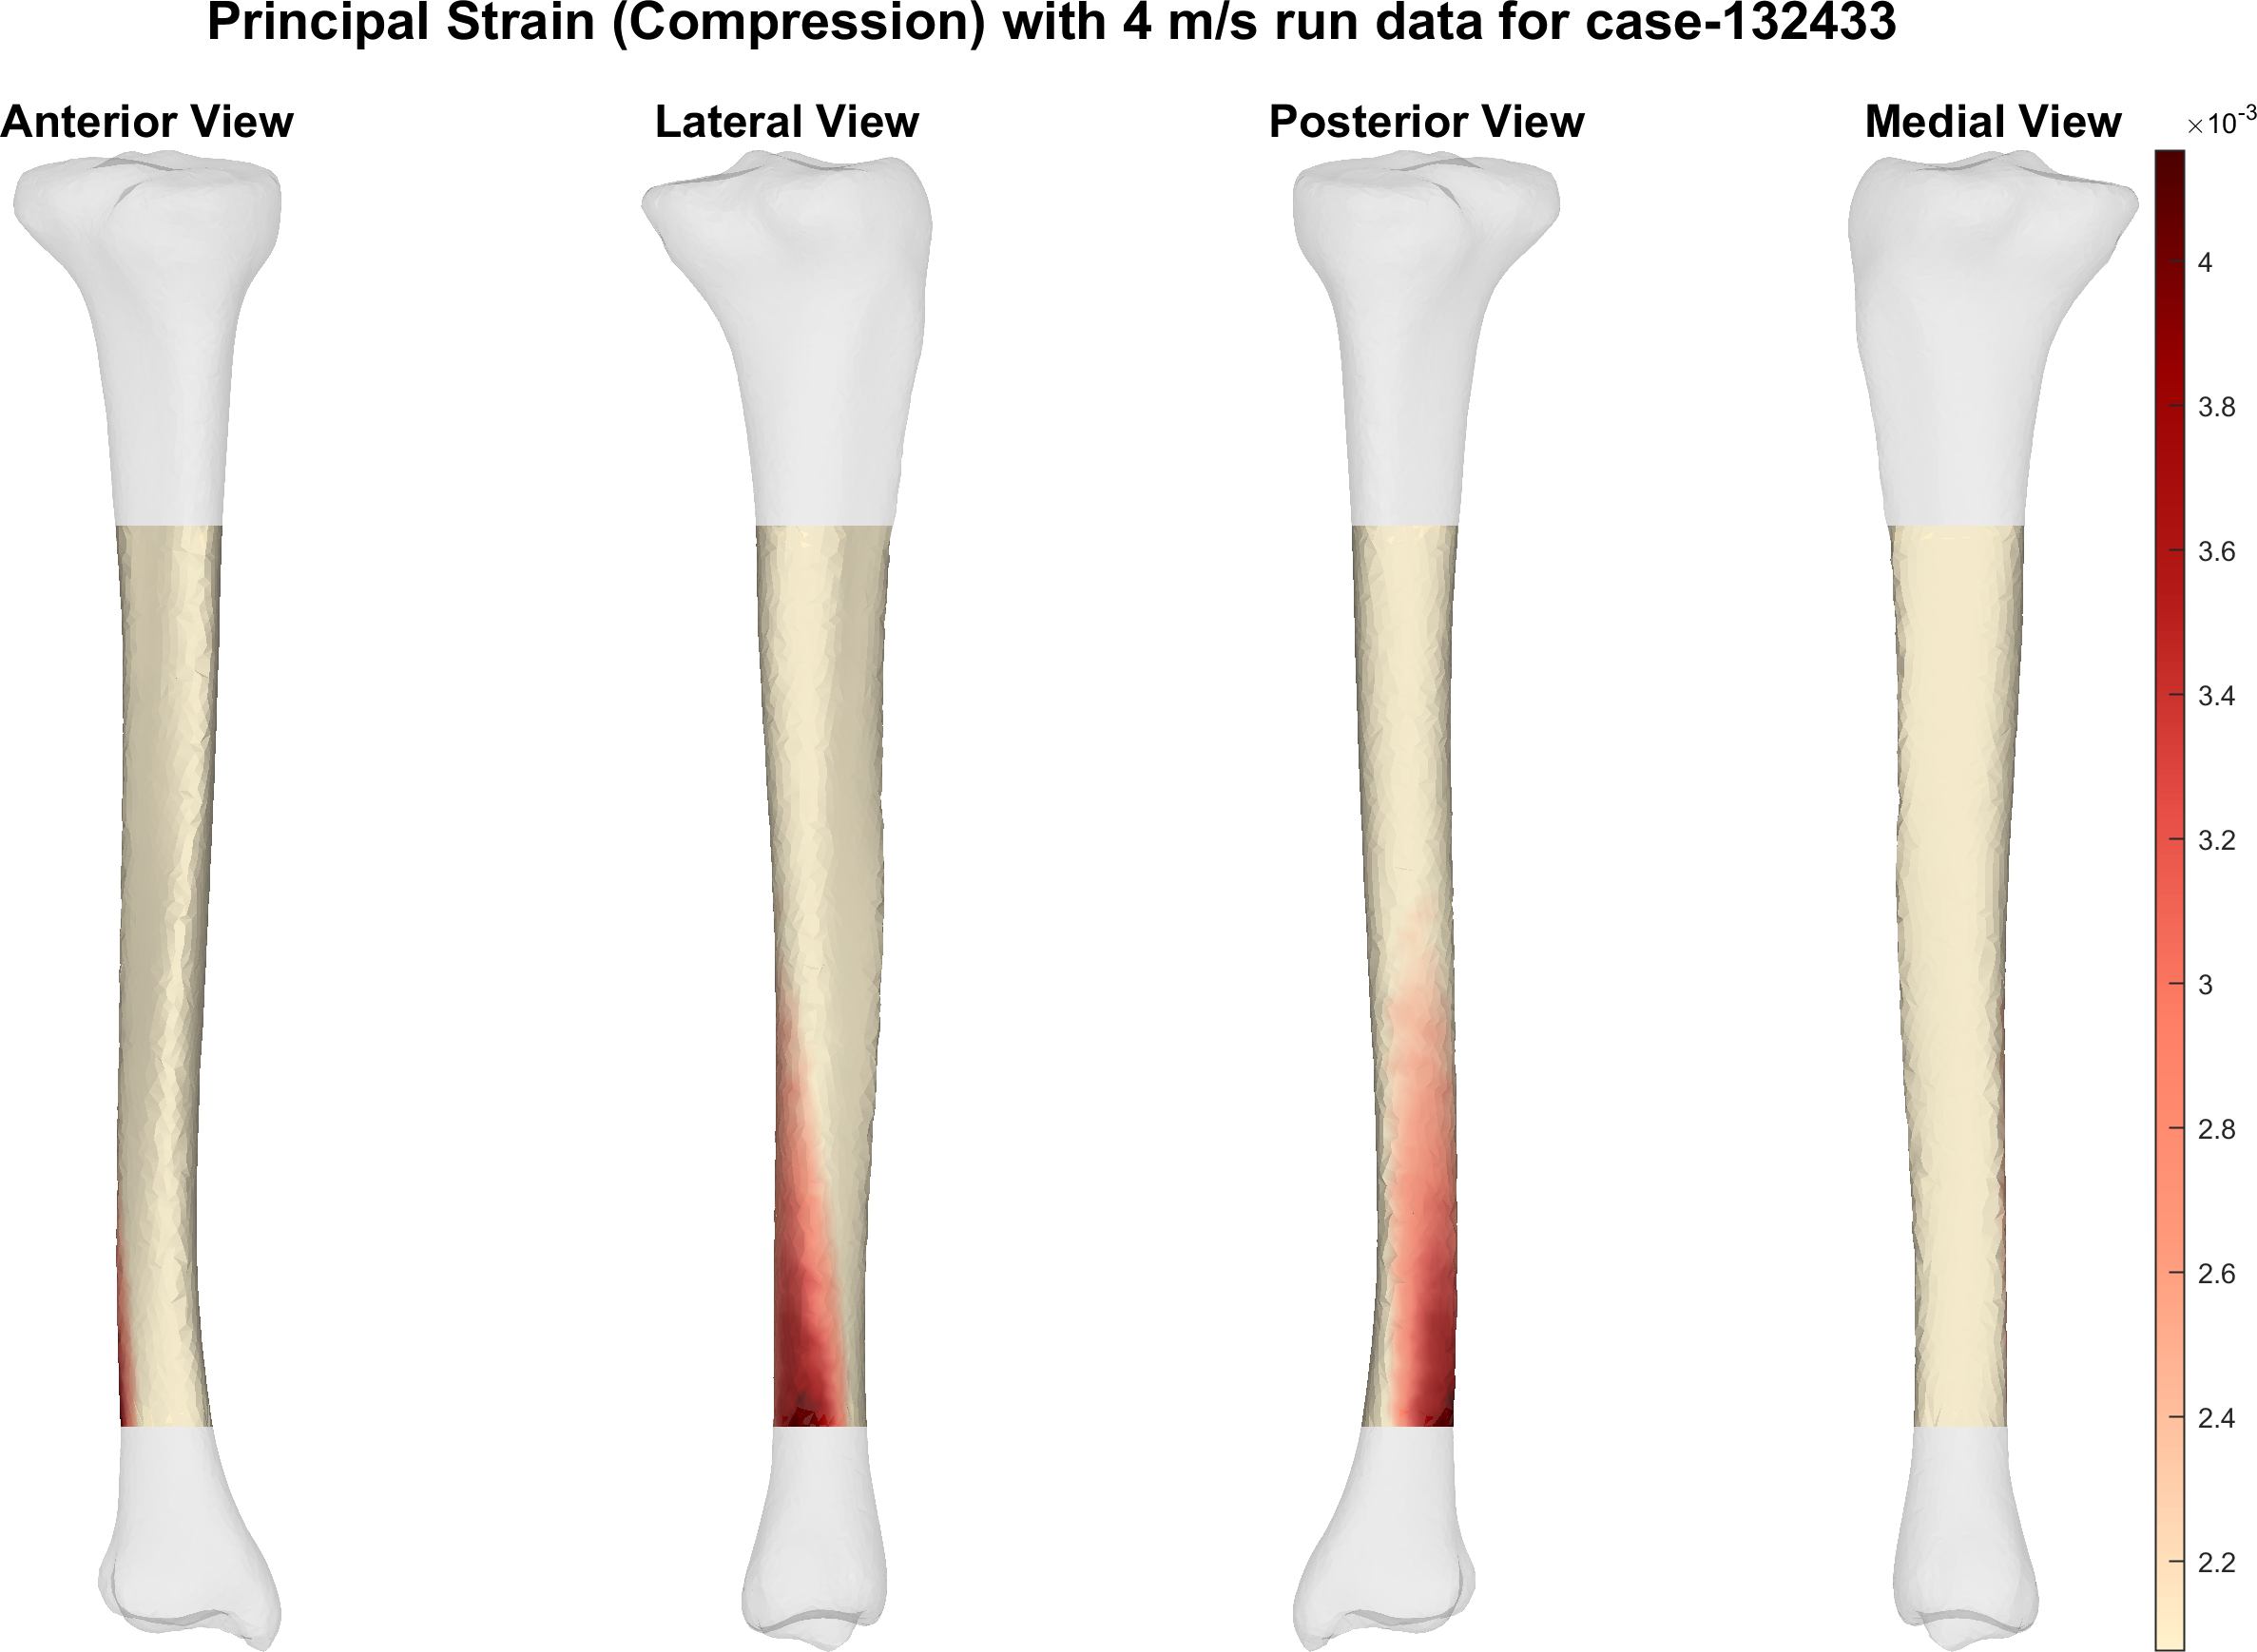 Principal Strain (Compression) with 4 m/s run data for case-132433
Anterior View
Lateral View
Posterior View
Medial View
×10⁻³
4
3.8
3.6
3.4
3.2
3
2.8
2.6
2.4
2.2